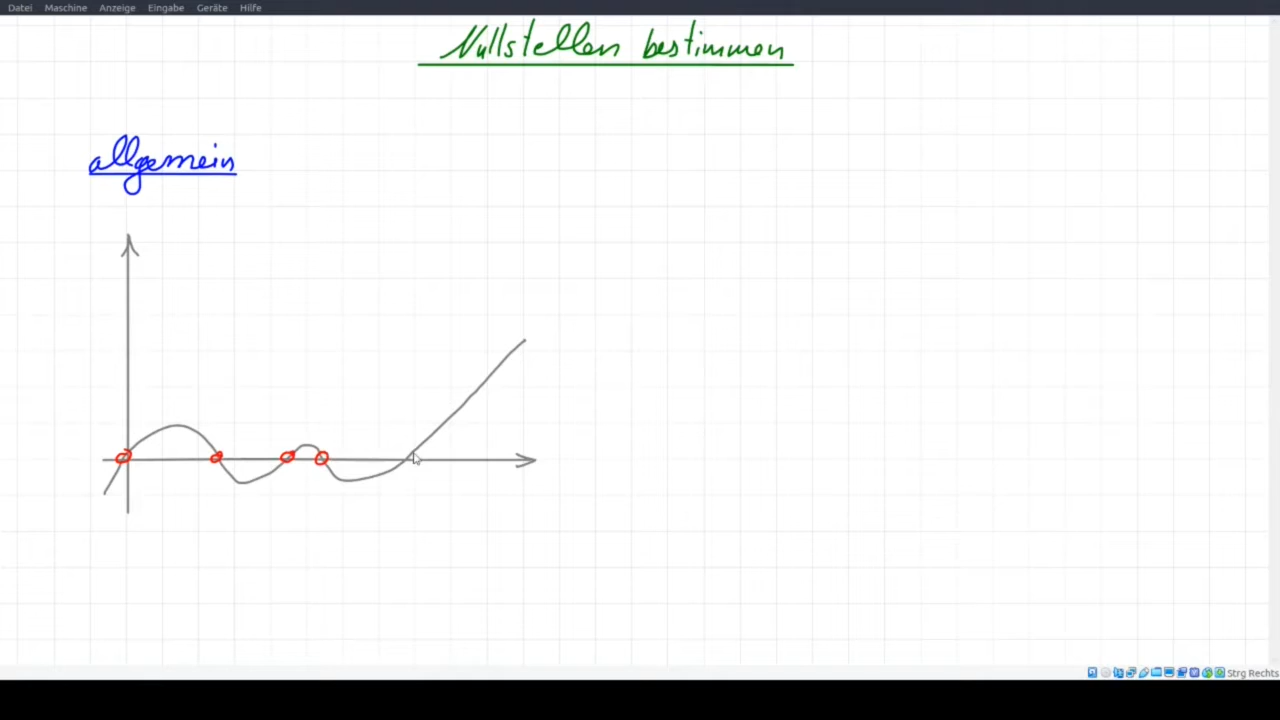 Datei Maschine Anzeige Eingabe Geräte Hilfe
Nullstellen bestimmen
allgemein
Strg Rechts